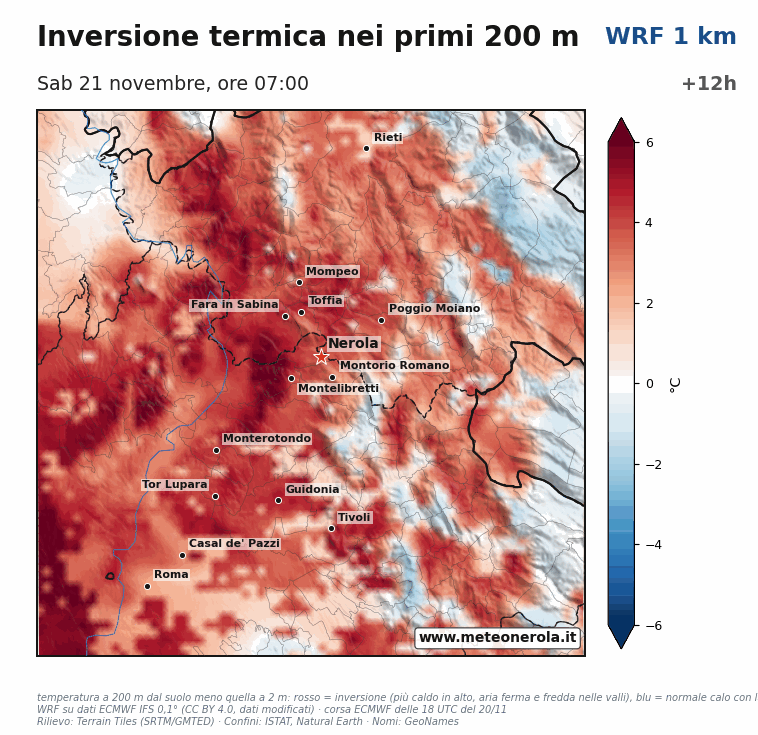 Inversione termica nei primi 200 m WRF 1 km
Sab 21 novembre, ore 07:00 +12h
Rieti
Mompeo
Fara in Sabina
Toffia
Poggio Moiano
Nerola
Montorio Romano
Montelibretti
Monterotondo
Tor Lupara
Guidonia
Tivoli
Casal de' Pazzi
Roma
www.meteonerola.it
6
4
2
0
−2
−4
−6
°C
temperatura a 200 m dal suolo meno quella a 2 m: rosso = inversione (più caldo in alto, aria ferma e fredda nelle valli), blu = normale calo con l
WRF su dati ECMWF IFS 0,1° (CC BY 4.0, dati modificati) · corsa ECMWF delle 18 UTC del 20/11
Rilievo: Terrain Tiles (SRTM/GMTED) · Confini: ISTAT, Natural Earth · Nomi: GeoNames